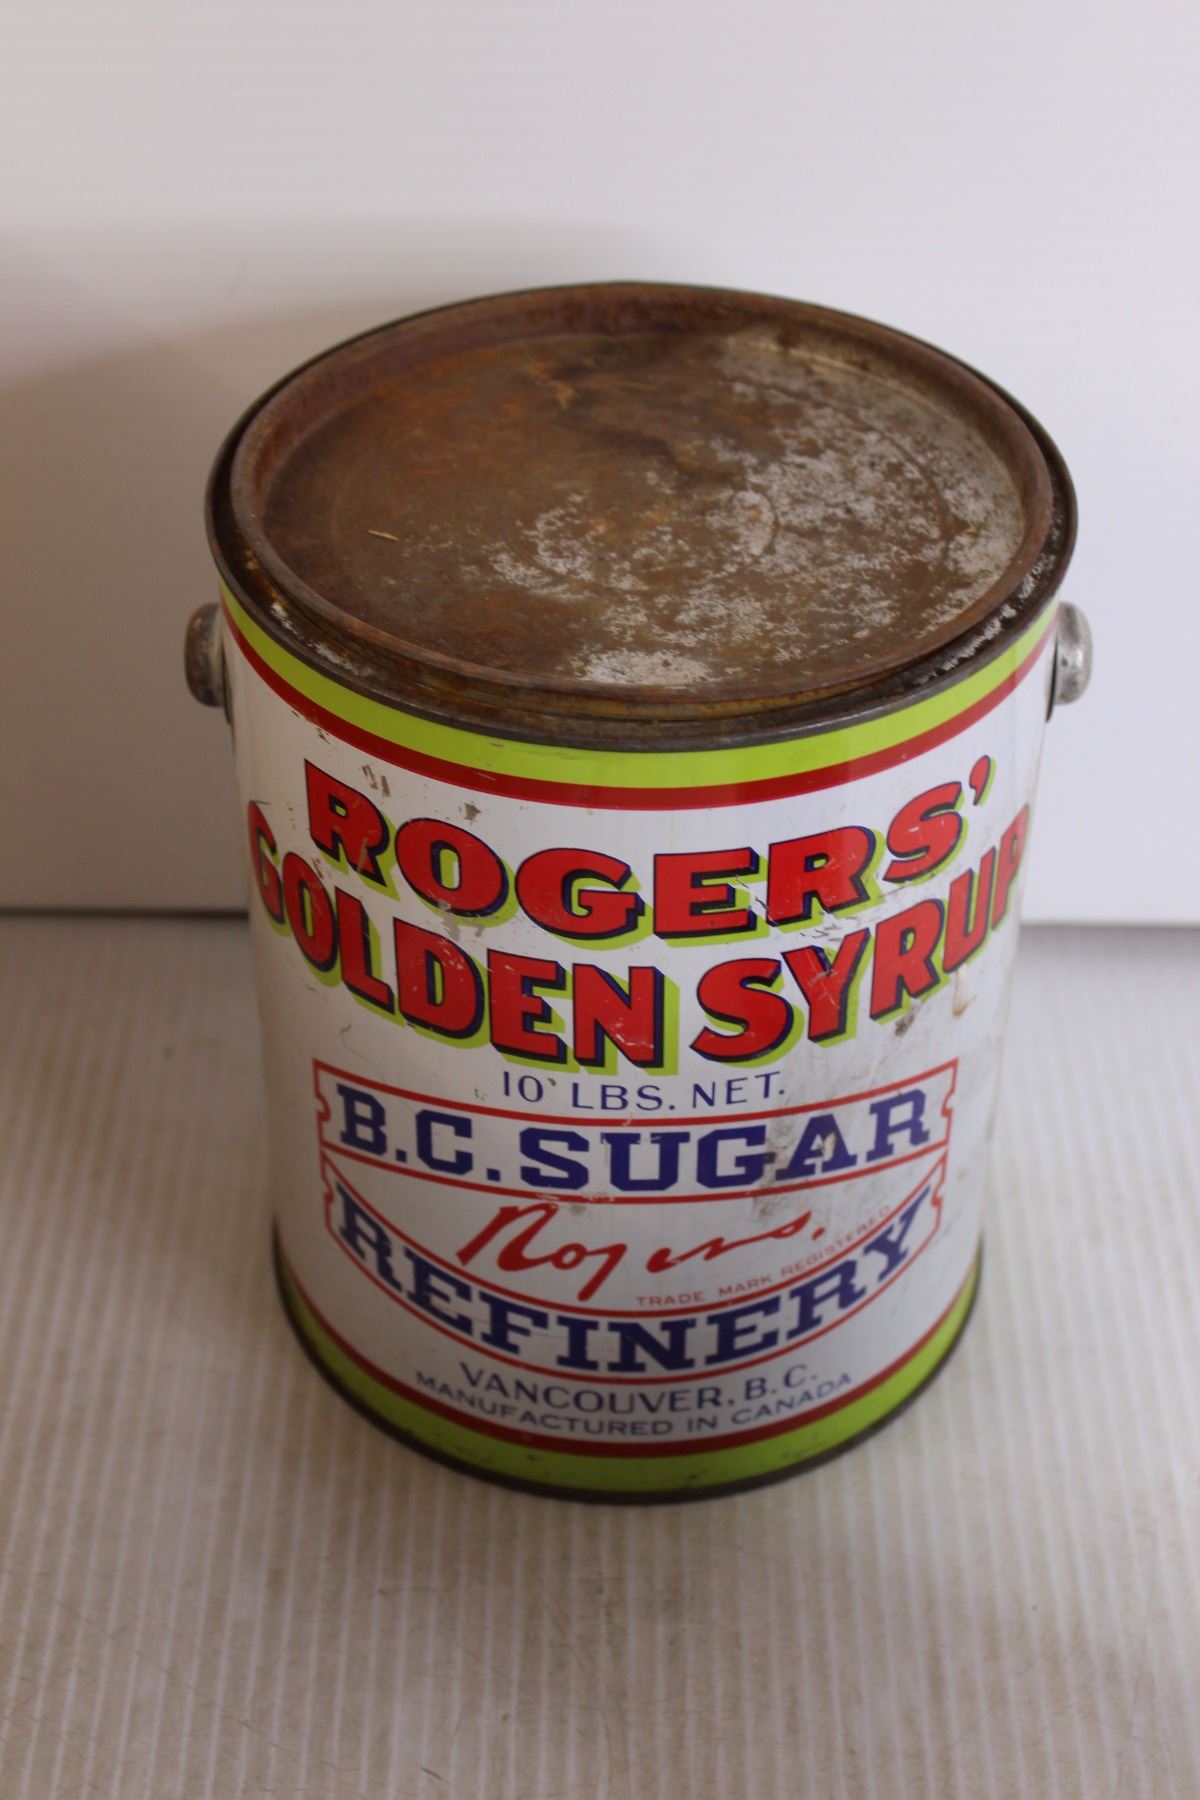 ROGERS'
GOLDEN SYRUP
10 LBS. NET.
B.C. SUGAR
Rogers.
TRADE MARK REGISTERED
REFINERY
VANCOUVER, B.C.
MANUFACTURED IN CANADA